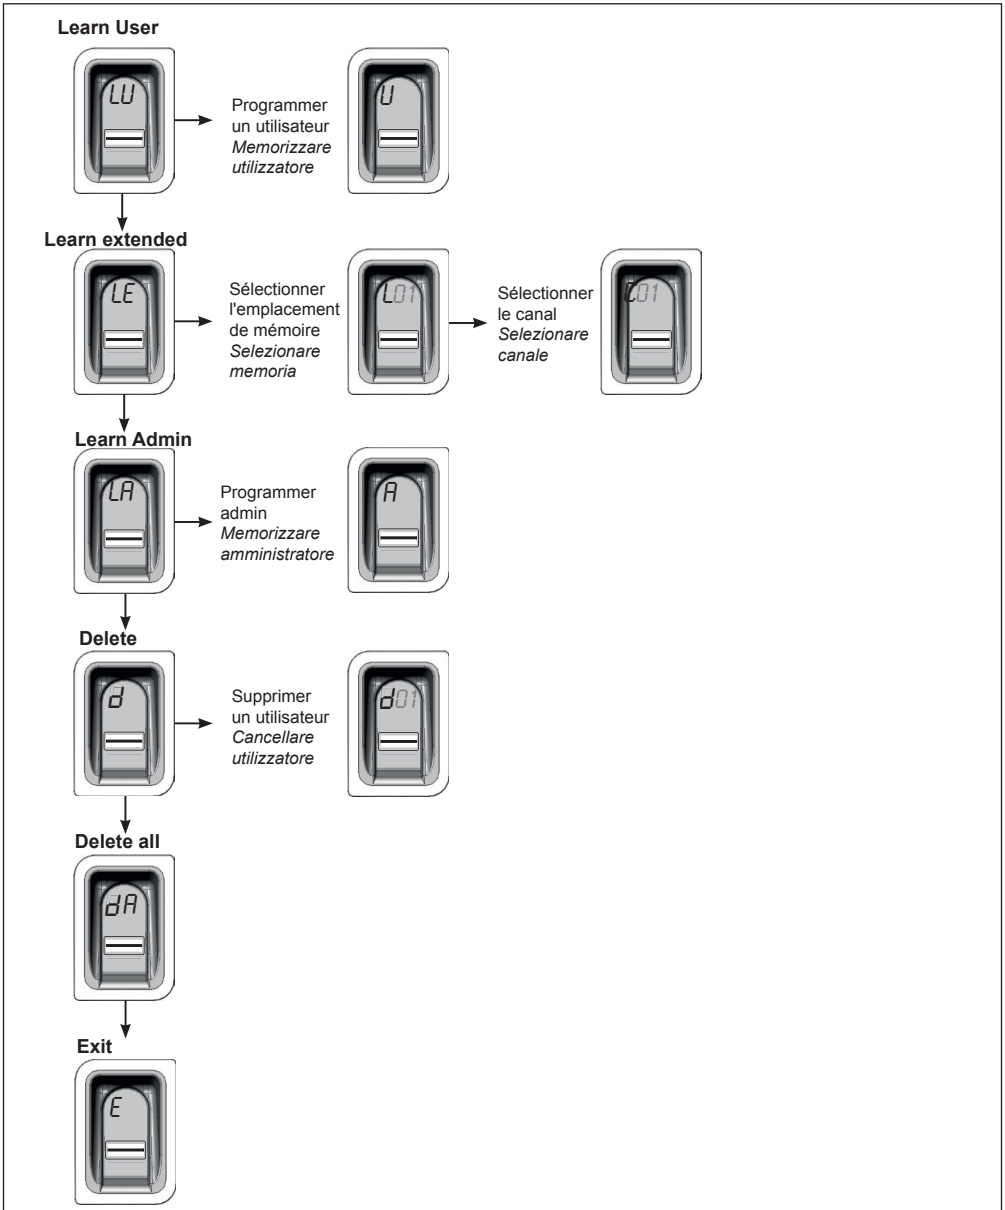 Learn User
LU
Programmer
un utilisateur
Memorizzare
utilizzatore
U
Learn extended
LE
Sélectionner
l'emplacement
de mémoire
Selezionare
memoria
L01
Sélectionner
le canal
Selezionare
canale
C01
Learn Admin
LA
Programmer
admin
Memorizzare
amministratore
A
Delete
d
Supprimer
un utilisateur
Cancellare
utilizzatore
d01
Delete all
dA
Exit
E